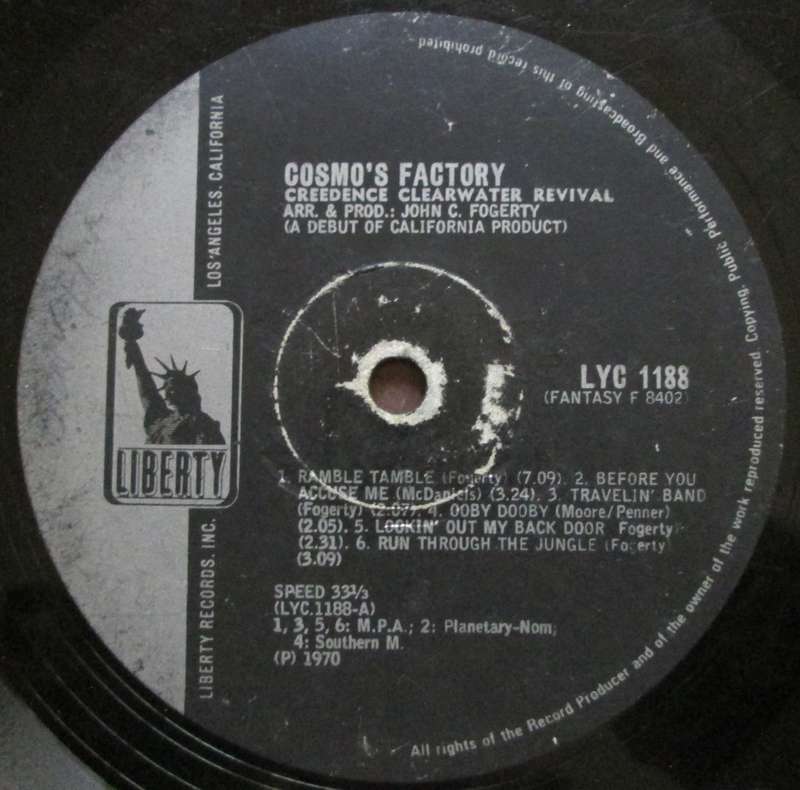 COSMO'S FACTORY
CREEDENCE CLEARWATER REVIVAL
ARR. & PROD.: JOHN C. FOGERTY
(A DEBUT OF CALIFORNIA PRODUCT)
LYC 1188
(FANTASY F 8402)
1. RAMBLE TAMBLE (Fogerty) (7.09). 2. BEFORE YOU
ACCUSE ME (McDaniels) (3.24). 3. TRAVELIN' BAND
(Fogerty) (2.07). 4. OOBY DOOBY (Moore/Penner)
(2.05). 5. LOOKIN' OUT MY BACK DOOR Fogerty)
(2.31). 6. RUN THROUGH THE JUNGLE (Fogerty)
(3.09)
SPEED 33⅓
(LYC.1188-A)
1, 3, 5, 6: M.P.A.; 2: Planetary-Nom;
4: Southern M.
(P) 1970
LIBERTY
LIBERTY RECORDS, INC.
LOS ANGELES, CALIFORNIA
All rights of the Record Producer and of the owner of the work reproduced reserved. Copying, Public Performance and Broadcasting of this record prohibited